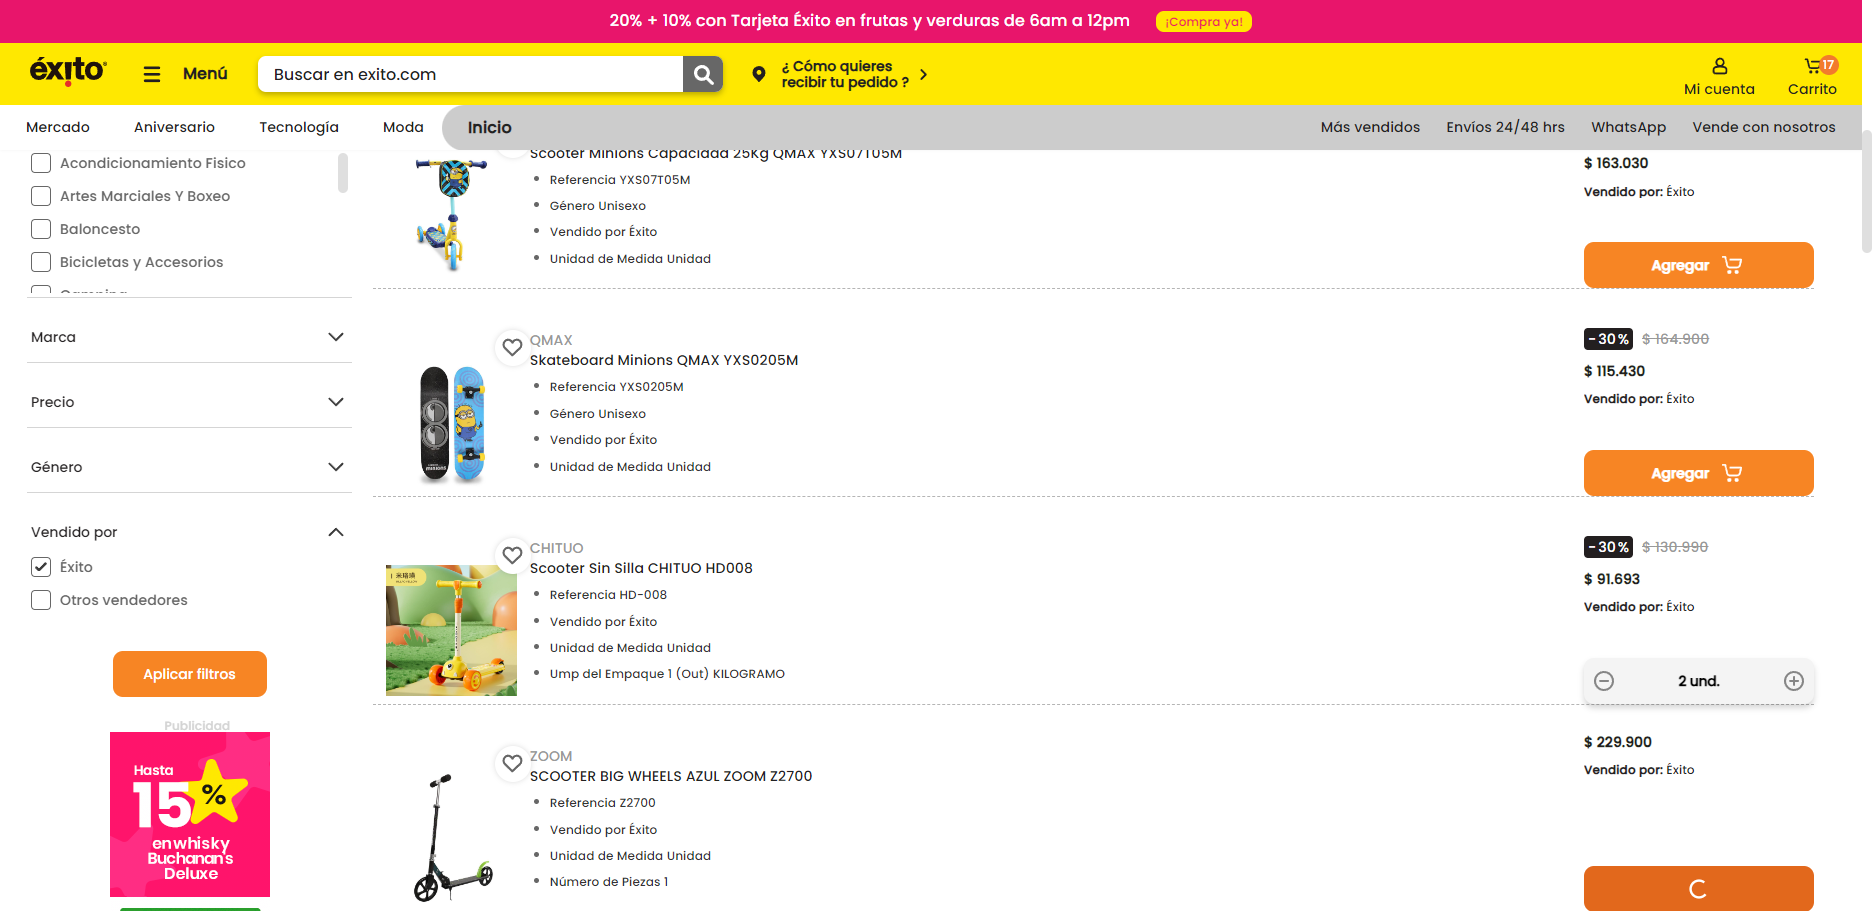 20% + 10% con Tarjeta Éxito en frutas y verduras de 6am a 12pm
¡Compra ya!
éxito
Menú
Buscar en exito.com
¿ Cómo quieres
recibir tu pedido ?
Mi cuenta
17
Carrito
Mercado
Aniversario
Tecnología
Moda
Inicio
Más vendidos
Envíos 24/48 hrs
WhatsApp
Vende con nosotros
Acondicionamiento Fisico
Artes Marciales Y Boxeo
Baloncesto
Bicicletas y Accesorios
Marca
Precio
Género
Vendido por
Éxito
Otros vendedores
Aplicar filtros
Publicidad
Hasta
15%
en whisky
Buchanan's
Deluxe
Scooter Minions Capacidad 25Kg QMAX YXS07T05M
Referencia YXS07T05M
Género Unisexo
Vendido por Éxito
Unidad de Medida Unidad
$ 163.030
Vendido por: Éxito
Agregar
QMAX
Skateboard Minions QMAX YXS0205M
Referencia YXS0205M
Género Unisexo
Vendido por Éxito
Unidad de Medida Unidad
-30% $ 164.900
$ 115.430
Vendido por: Éxito
Agregar
CHITUO
Scooter Sin Silla CHITUO HD008
Referencia HD-008
Vendido por Éxito
Unidad de Medida Unidad
Ump del Empaque 1 (Out) KILOGRAMO
-30% $ 130.990
$ 91.693
Vendido por: Éxito
2 und.
ZOOM
SCOOTER BIG WHEELS AZUL ZOOM Z2700
Referencia Z2700
Vendido por Éxito
Unidad de Medida Unidad
Número de Piezas 1
$ 229.900
Vendido por: Éxito